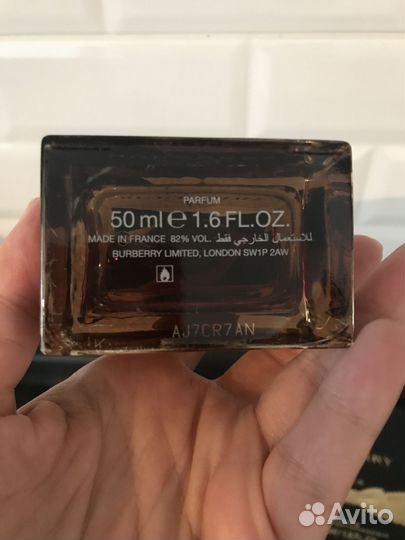 PARFUM
50 ml e 1.6 FL.OZ.
MADE IN FRANCE 82% VOL. للاستعمال الخارجي فقط.
BURBERRY LIMITED, LONDON SW1P 2AW
AJ7CR7AN
Avito